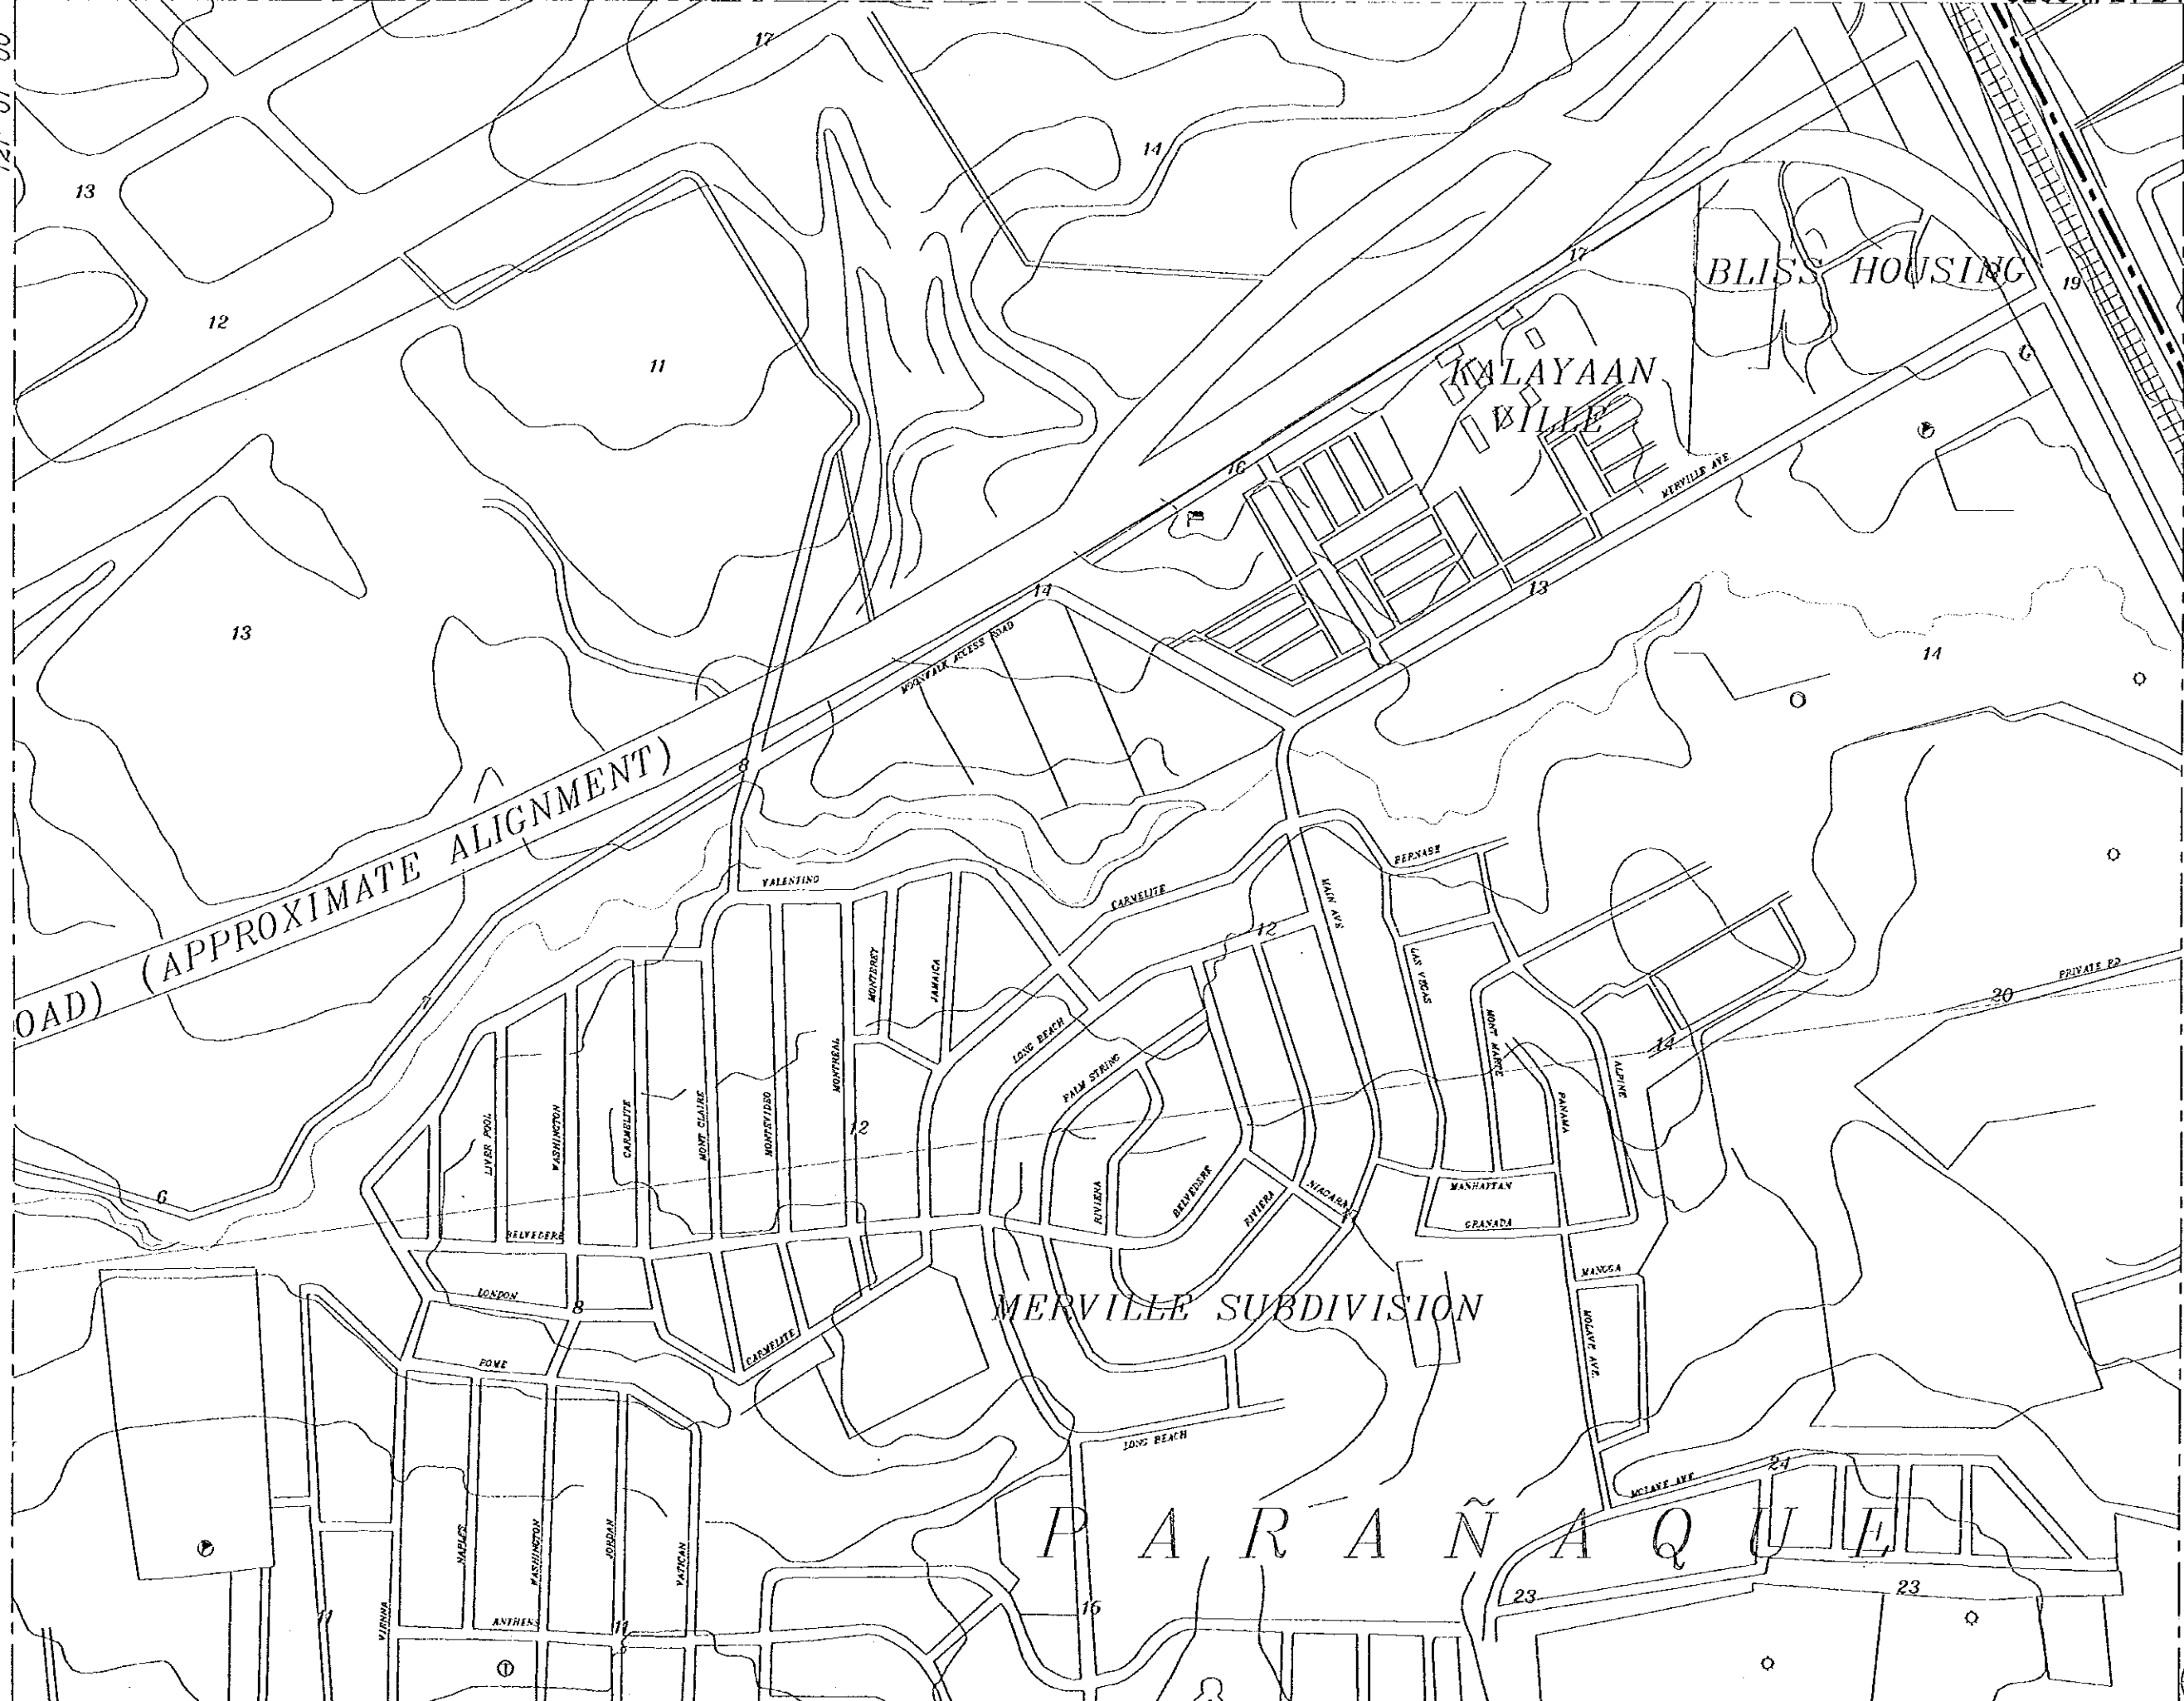 17
14
13
17
BLISS HOUSING
19
12
11
KALAYAAN
VILLE
16
MERVILLE AVE
14
13
13
MOONWALK ACCESS ROAD
14
8
OAD) (APPROXIMATE ALIGNMENT)
VALENTINO
CARMELITE
MAIN AVE
12
MONTEREY
JAMAICA
LAS VEGAS
PRIVATE RD
20
7
LONG BEACH
MONT MARTE
14
MONTREAL
PALM STRING
ALPINE
PANAMA
LIVER POOL
WASHINGTON
CARMELITE
MONT CLAIRE
MONTEVIDEO
12
6
RIVIERA
BELVEDERE
RIVIERA
NIAGARA
MANHATTAN
GRANADA
BELVEDERE
MANGGA
LONDON
8
MERVILLE SUBDIVISION
MOLAVE AVE.
ROME
CARMELITE
LONG BEACH
24
MOLAVE AVE
PARAÑAQUE
NAPLES
WASHINGTON
JORDAN
VATICAN
VIENNA
11
ANTHENS
11
16
23
23